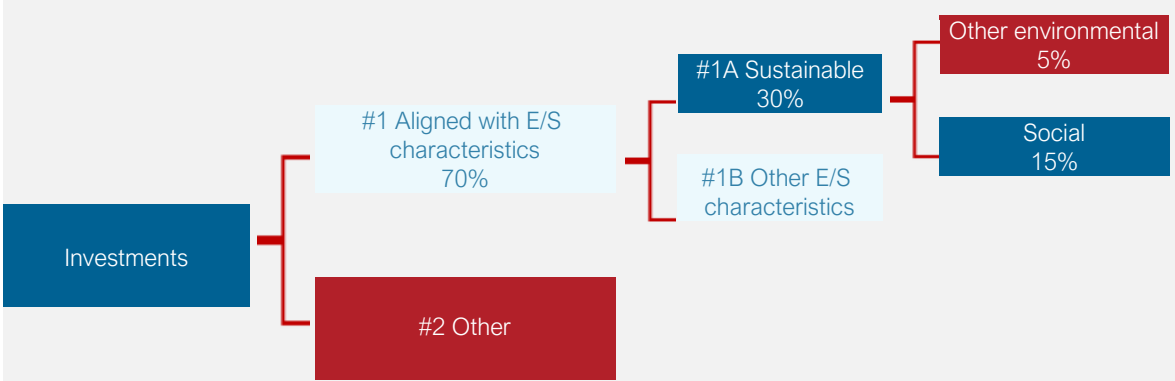 Investments
#1 Aligned with E/S
characteristics
70%
#2 Other
#1A Sustainable
30%
#1B Other E/S
characteristics
Other environmental
5%
Social
15%